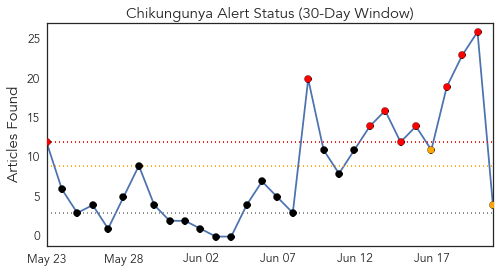 Chikungunya Alert Status (30-Day Window)
Articles Found
25
20
15
10
5
0
May 23
May 28
Jun 02
Jun 07
Jun 12
Jun 17